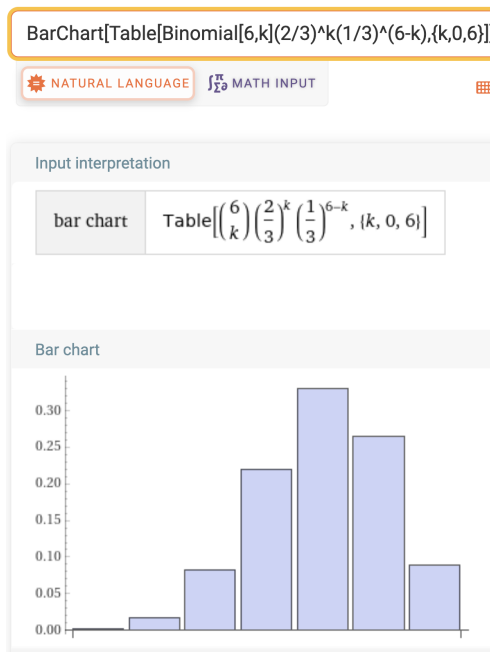 BarChart[Table[Binomial[6,k](2/3)^k(1/3)^(6-k),{k,0,6}]]
NATURAL LANGUAGE ∫Σ∂π MATH INPUT
Input interpretation
bar chart Table[(6 k) (2/3)^k (1/3)^6-k, {k, 0, 6}]
Bar chart
0.30
0.25
0.20
0.15
0.10
0.05
0.00